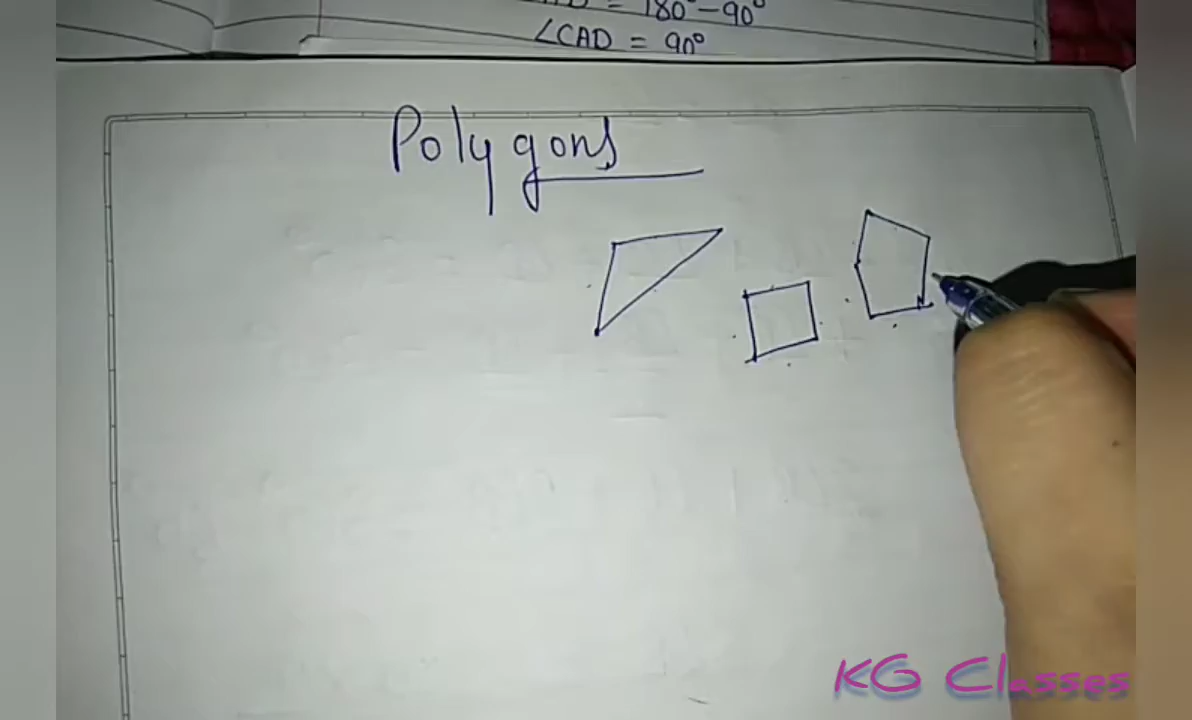 = 180° - 90°
∠CAD = 90°
Polygons
KG Classes